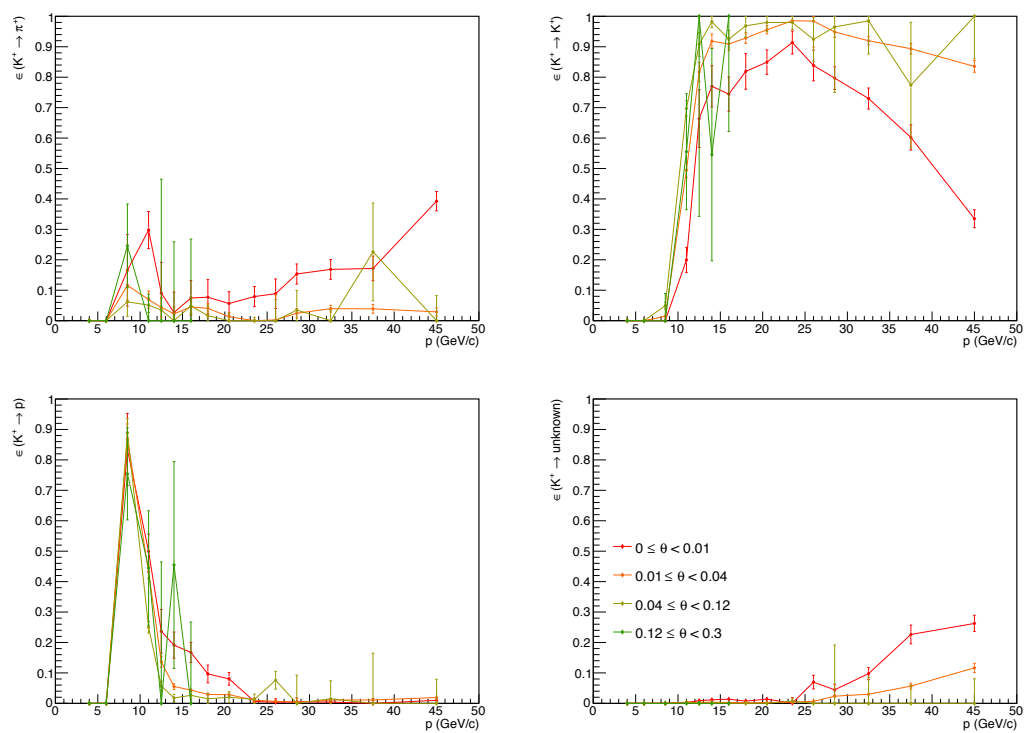 ∈ (K⁺ → π⁺)
1
0.9
0.8
0.7
0.6
0.5
0.4
0.3
0.2
0.1
0
0 5 10 15 20 25 30 35 40 45 50
p (GeV/c)
∈ (K⁺ → K⁺)
1
0.9
0.8
0.7
0.6
0.5
0.4
0.3
0.2
0.1
0
0 5 10 15 20 25 30 35 40 45 50
p (GeV/c)
∈ (K⁺ → p)
1
0.9
0.8
0.7
0.6
0.5
0.4
0.3
0.2
0.1
0
0 5 10 15 20 25 30 35 40 45 50
p (GeV/c)
∈ (K⁺ → unknown)
1
0.9
0.8
0.7
0.6
0.5
0.4
0.3
0.2
0.1
0
0 ≤ θ < 0.01
0.01 ≤ θ < 0.04
0.04 ≤ θ < 0.12
0.12 ≤ θ < 0.3
0 5 10 15 20 25 30 35 40 45 50
p (GeV/c)